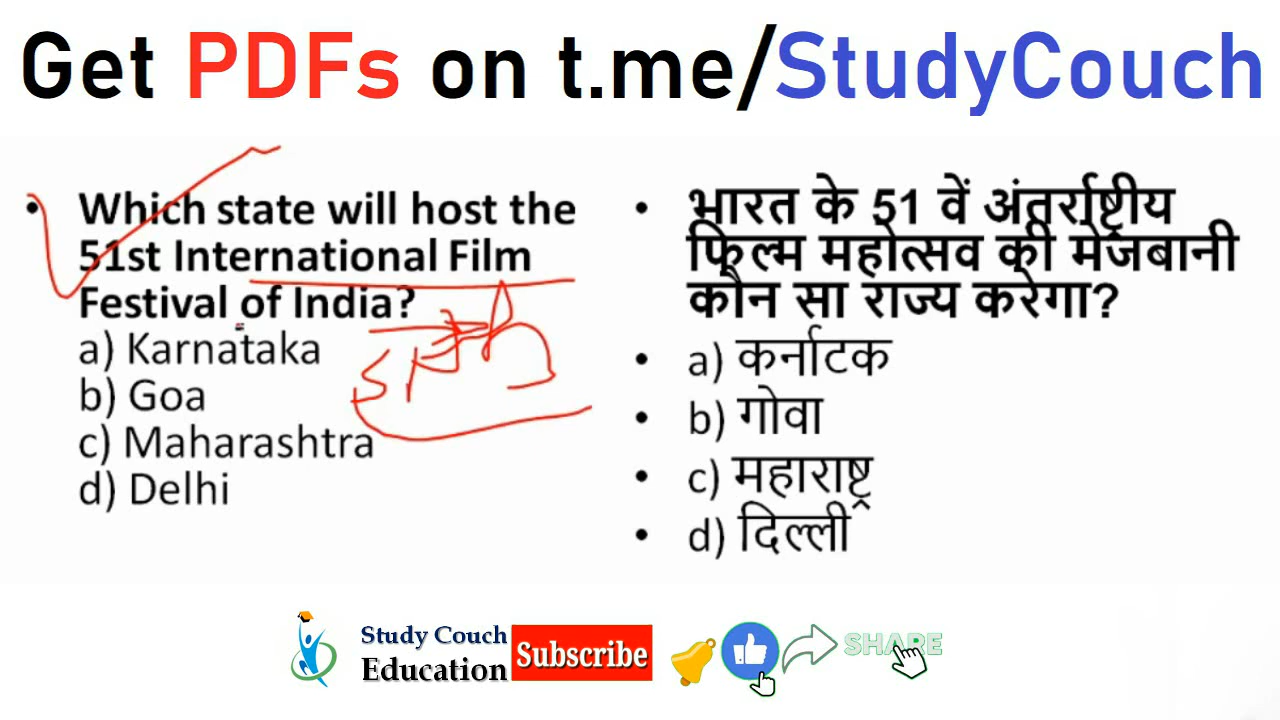 Get PDFs on t.me/StudyCouch
• Which state will host the
51st International Film
Festival of India?
a) Karnataka
b) Goa
c) Maharashtra
d) Delhi
• भारत के 51 वें अंतर्राष्ट्रीय
फिल्म महोत्सव की मेजबानी
कौन सा राज्य करेगा?
• a) कर्नाटक
• b) गोवा
• c) महाराष्ट्र
• d) दिल्ली
Study Couch
Education
Subscribe
SHARE